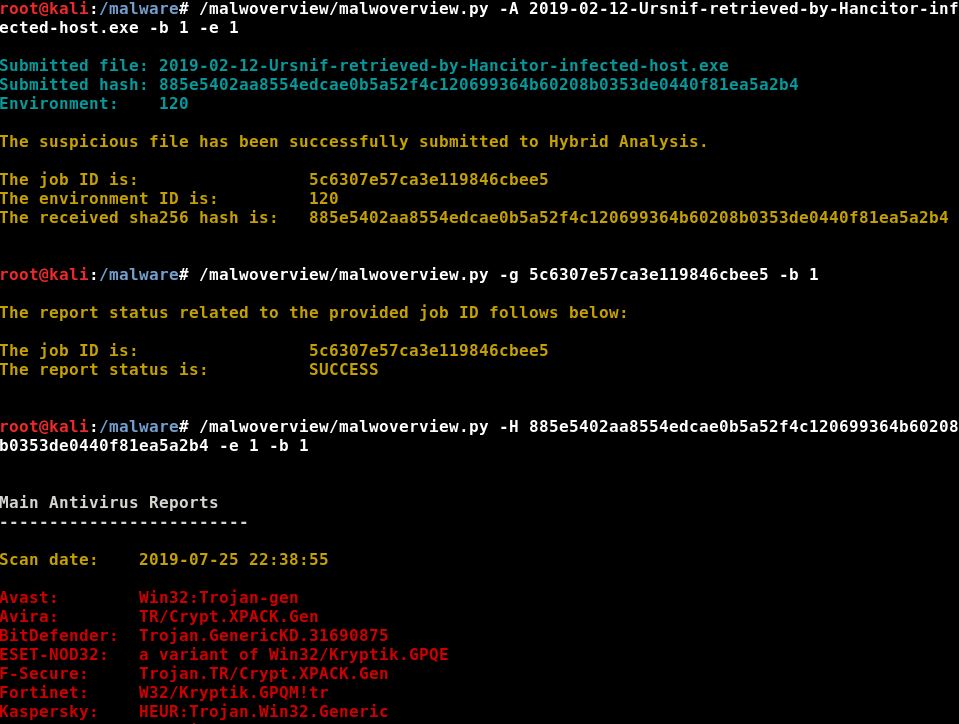 root@kali:/malware# /malwoverview/malwoverview.py -A 2019-02-12-Ursnif-retrieved-by-Hancitor-inf
ected-host.exe -b 1 -e 1
Submitted file: 2019-02-12-Ursnif-retrieved-by-Hancitor-infected-host.exe
Submitted hash: 885e5402aa8554edcae0b5a52f4c120699364b60208b0353de0440f81ea5a2b4
Environment: 120
The suspicious file has been successfully submitted to Hybrid Analysis.
The job ID is: 5c6307e57ca3e119846cbee5
The environment ID is: 120
The received sha256 hash is: 885e5402aa8554edcae0b5a52f4c120699364b60208b0353de0440f81ea5a2b4
root@kali:/malware# /malwoverview/malwoverview.py -g 5c6307e57ca3e119846cbee5 -b 1
The report status related to the provided job ID follows below:
The job ID is: 5c6307e57ca3e119846cbee5
The report status is: SUCCESS
root@kali:/malware# /malwoverview/malwoverview.py -H 885e5402aa8554edcae0b5a52f4c120699364b60208
b0353de0440f81ea5a2b4 -e 1 -b 1
Main Antivirus Reports
-------------------------
Scan date: 2019-07-25 22:38:55
Avast: Win32:Trojan-gen
Avira: TR/Crypt.XPACK.Gen
BitDefender: Trojan.GenericKD.31690875
ESET-NOD32: a variant of Win32/Kryptik.GPQE
F-Secure: Trojan.TR/Crypt.XPACK.Gen
Fortinet: W32/Kryptik.GPQM!tr
Kaspersky: HEUR:Trojan.Win32.Generic